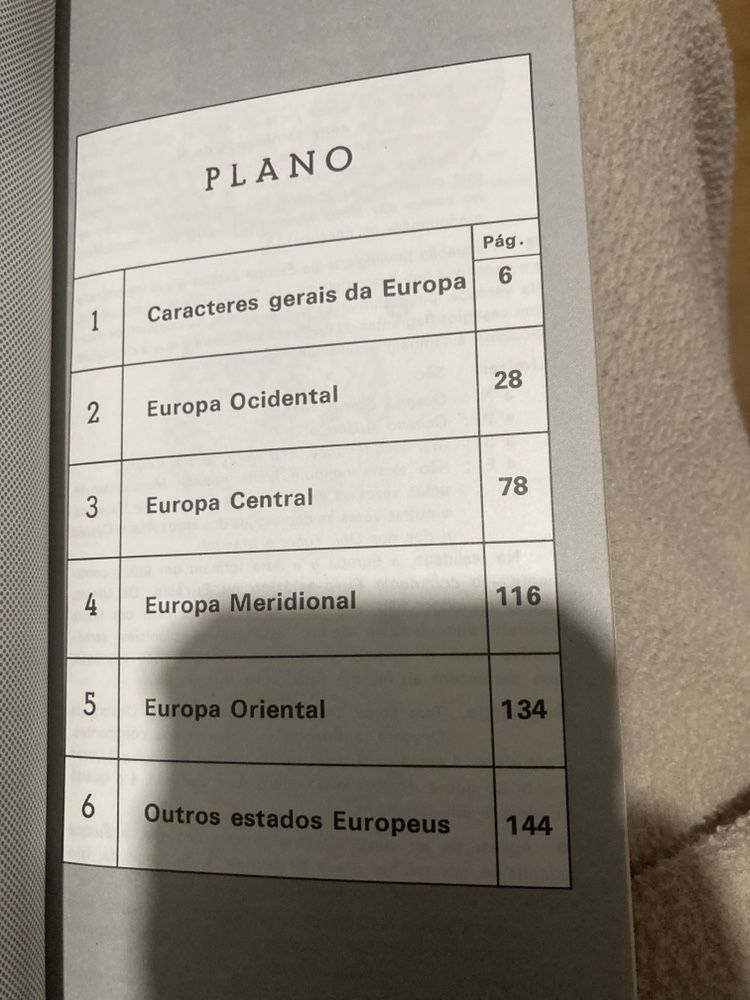 PLANO
Pág.
1 Caracteres gerais da Europa 6
2 Europa Ocidental 28
3 Europa Central 78
4 Europa Meridional 116
5 Europa Oriental 134
6 Outros estados Europeus 144